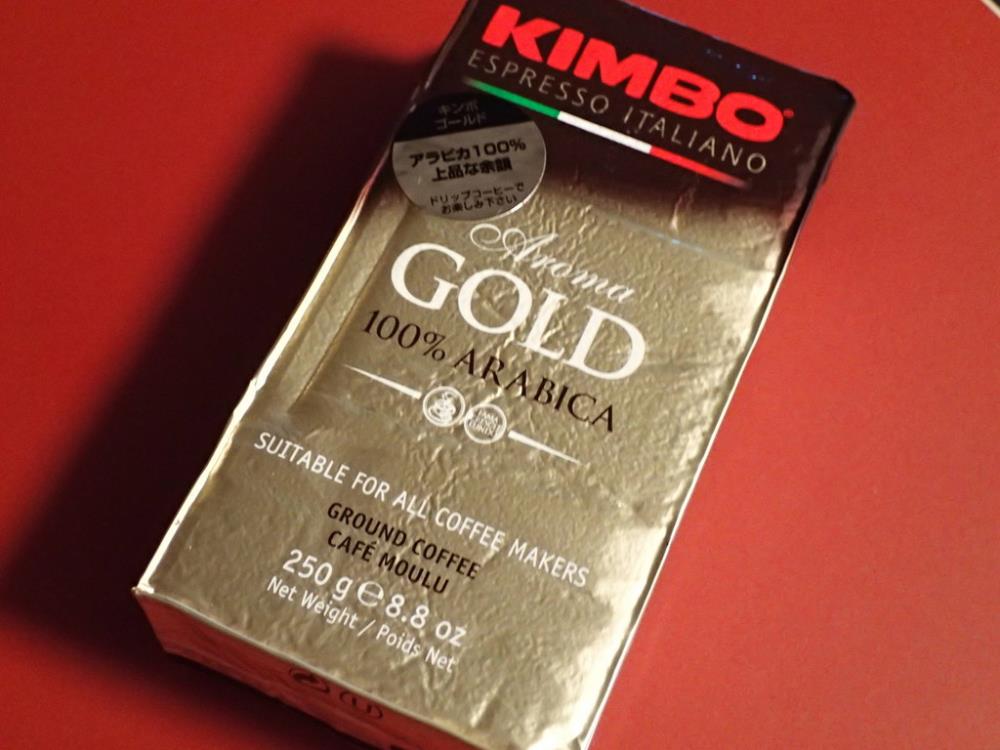 KIMBO
ESPRESSO ITALIANO
キンボ
ゴールド
アラビカ100%
上品な余韻
ドリップコーヒーで
お楽しみ下さい
Aroma
GOLD
100% ARABICA
SUITABLE FOR ALL COFFEE MAKERS
GROUND COFFEE
CAFÉ MOULU
250 g ℮ 8.8 oz
Net Weight / Poids Net